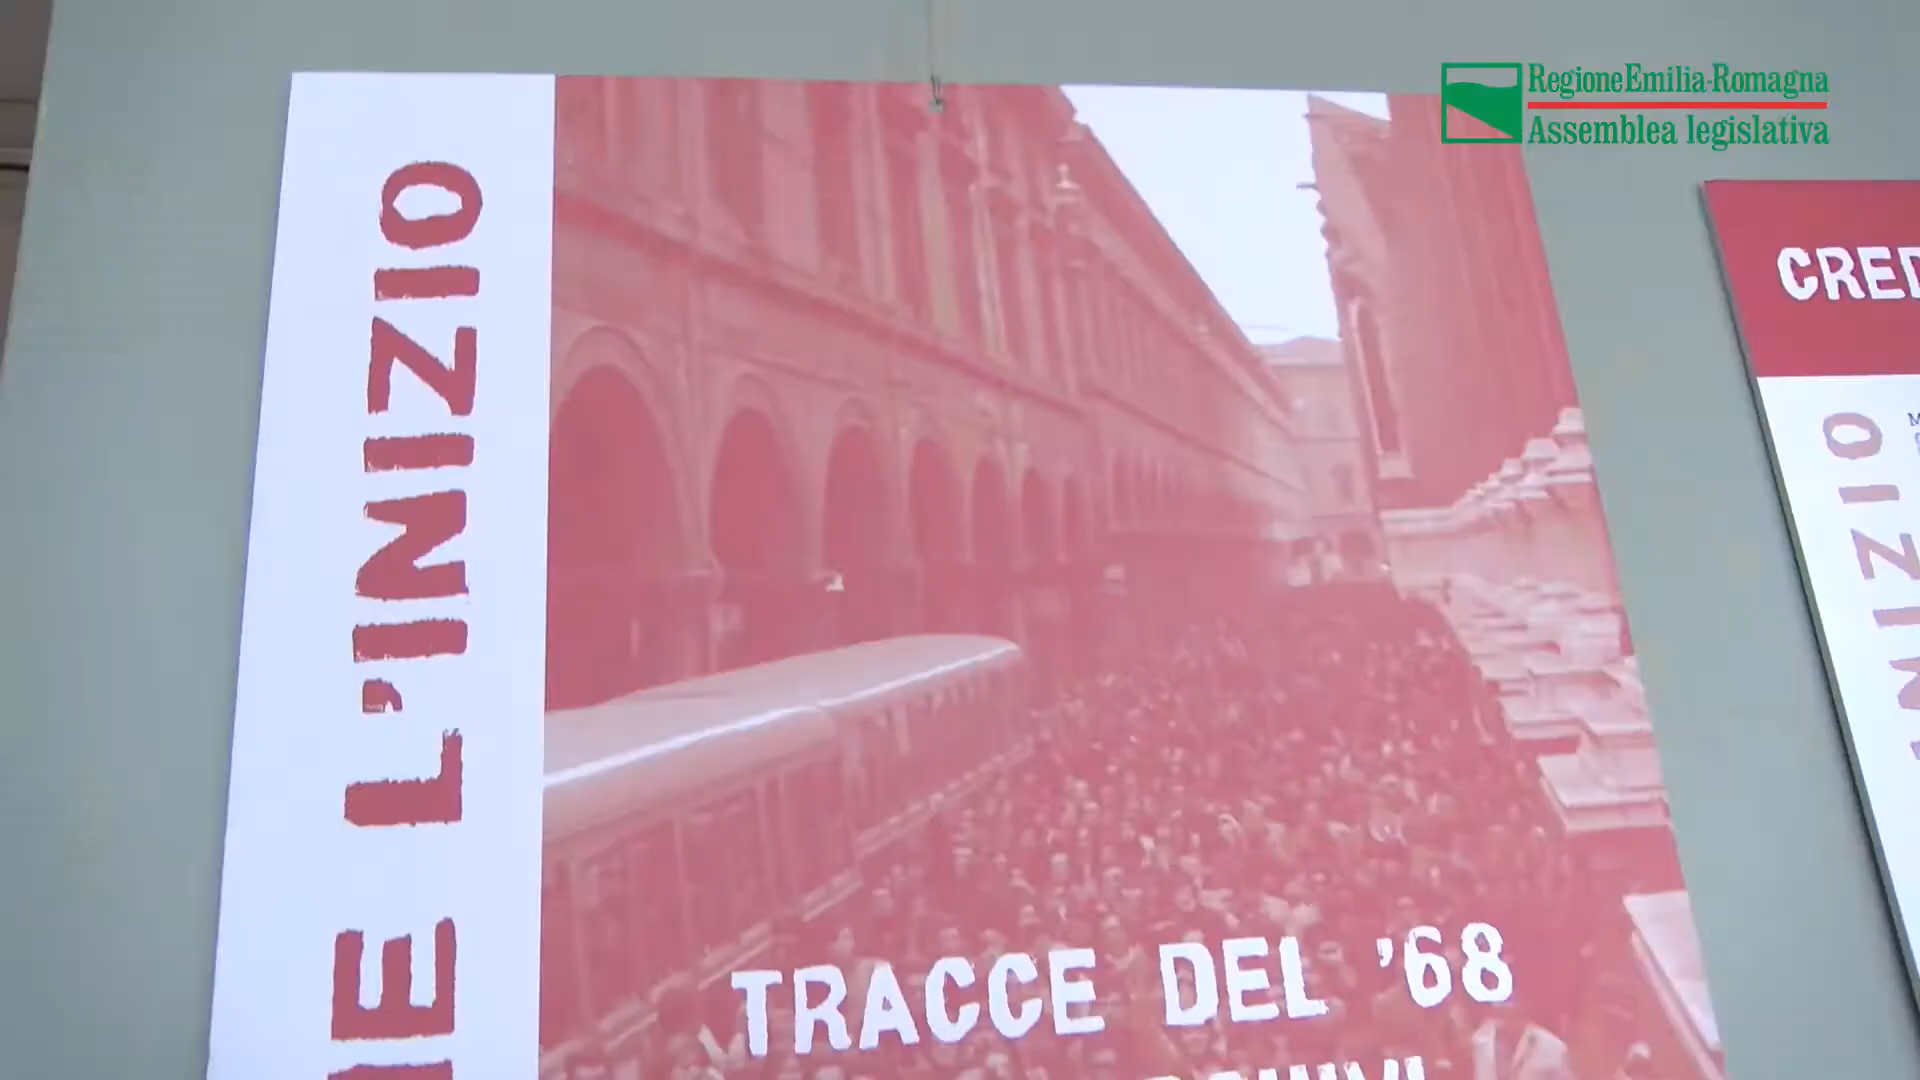 RegioneEmilia-Romagna
Assemblea legislativa
E L'INIZIO
TRACCE DEL '68
CRED
INIZIO